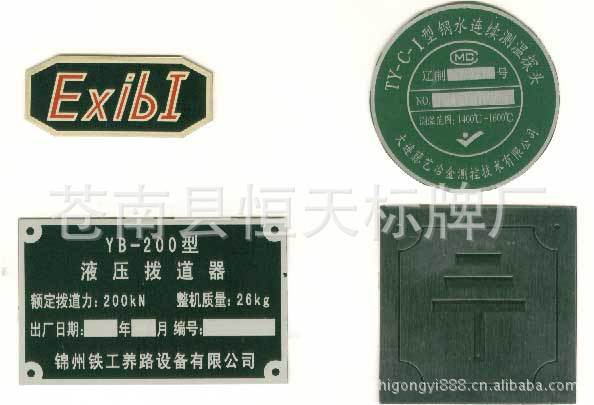 ExibI
TY-C-I型钢水连续测温探头
MC
辽制 号
NO.
测温范围:1400℃-1600℃
大连滕艺冶金测控技术有限公司
苍南县恒天标牌厂
YB-200型
液压拨道器
额定拨道力:200kN 整机质量:26kg
出厂日期: 年 月 编号:
锦州铁工养路设备有限公司
higongyi888.cn.alibaba.com